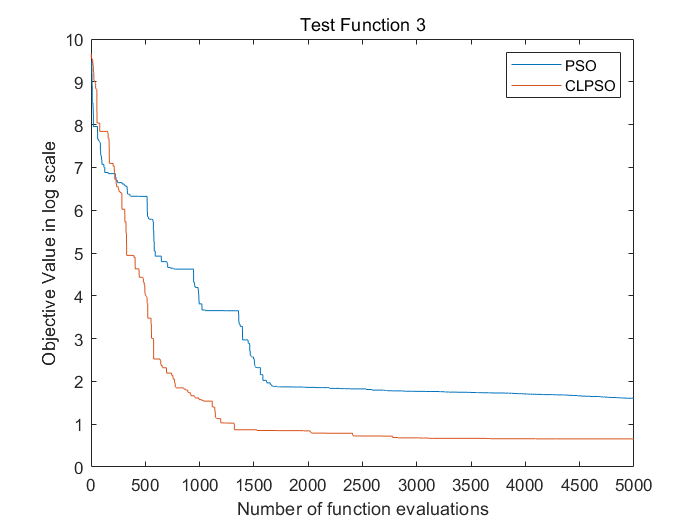 Test Function 3
PSO
CLPSO
Objective Value in log scale
10
9
8
7
6
5
4
3
2
1
0
0 500 1000 1500 2000 2500 3000 3500 4000 4500 5000
Number of function evaluations